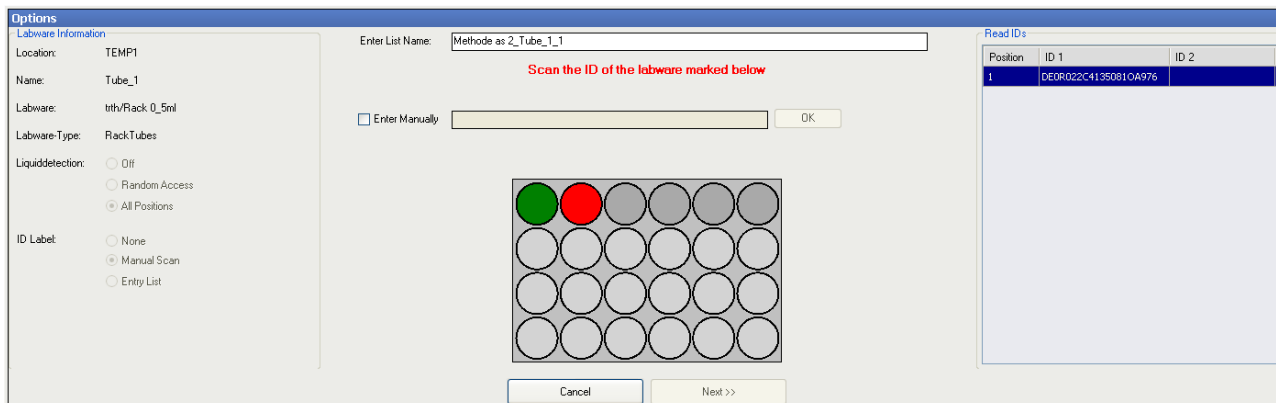 Options
Labware Information
Location: TEMP1
Name: Tube_1
Labware: trth/Rack 0_5ml
Labware-Type: RackTubes
Liquiddetection: Off
Random Access
All Positions
ID Label: None
Manual Scan
Entry List
Enter List Name: Methode as 2_Tube_1_1
Scan the ID of the labware marked below
Enter Manually OK
Cancel Next >>
Read IDs
Position ID 1 ID 2
1 DE0R022C4135081OA976